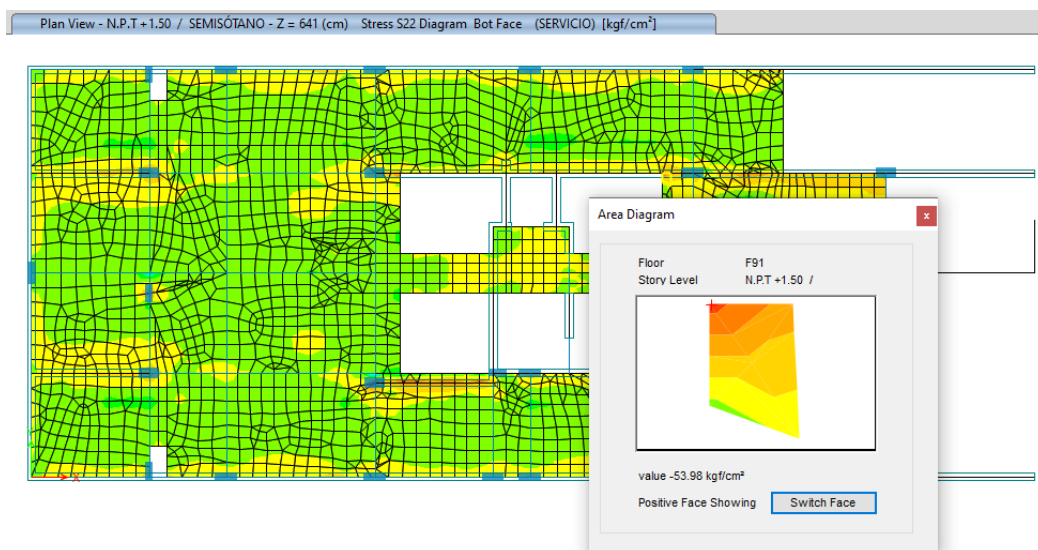 Plan View - N.P.T +1.50 / SEMISÓTANO - Z = 641 (cm) Stress S22 Diagram Bot Face (SERVICIO) [kgf/cm²]
Area Diagram
x
Floor F91
Story Level N.P.T +1.50 /
value -53.98 kgf/cm²
Positive Face Showing Switch Face
X